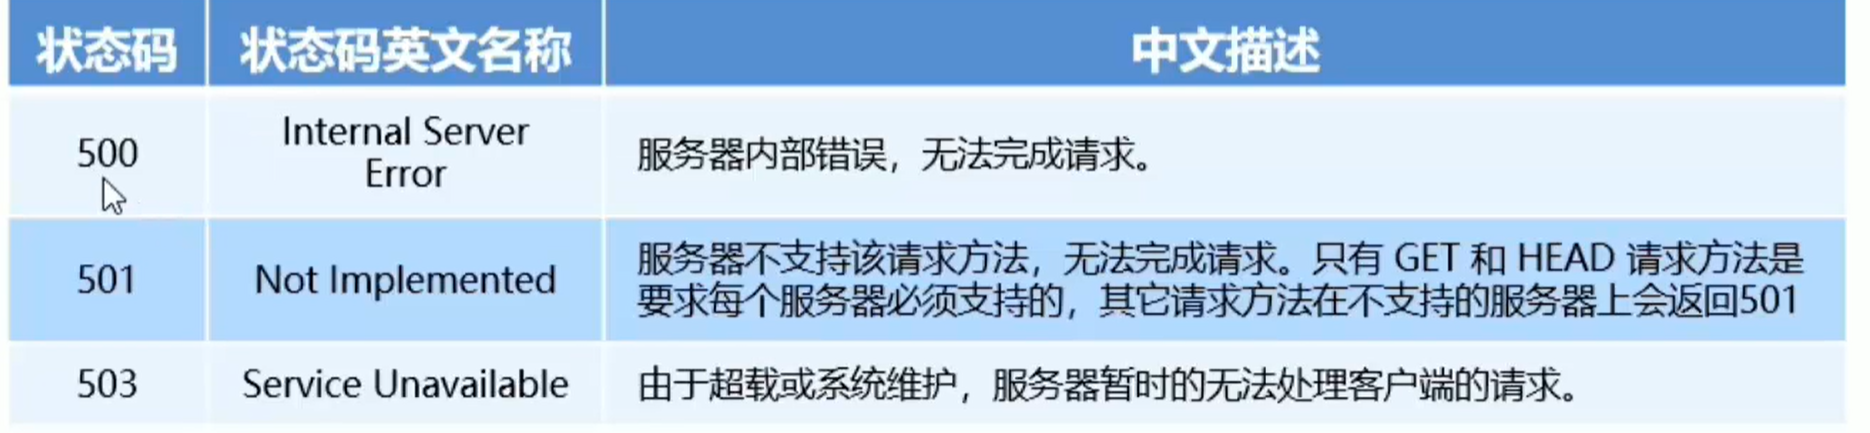 状态码 状态码英文名称 中文描述
500 Internal Server
Error 服务器内部错误，无法完成请求。
501 Not Implemented 服务器不支持该请求方法，无法完成请求。只有 GET 和 HEAD 请求方法是
要求每个服务器必须支持的，其它请求方法在不支持的服务器上会返回501
503 Service Unavailable 由于超载或系统维护，服务器暂时的无法处理客户端的请求。